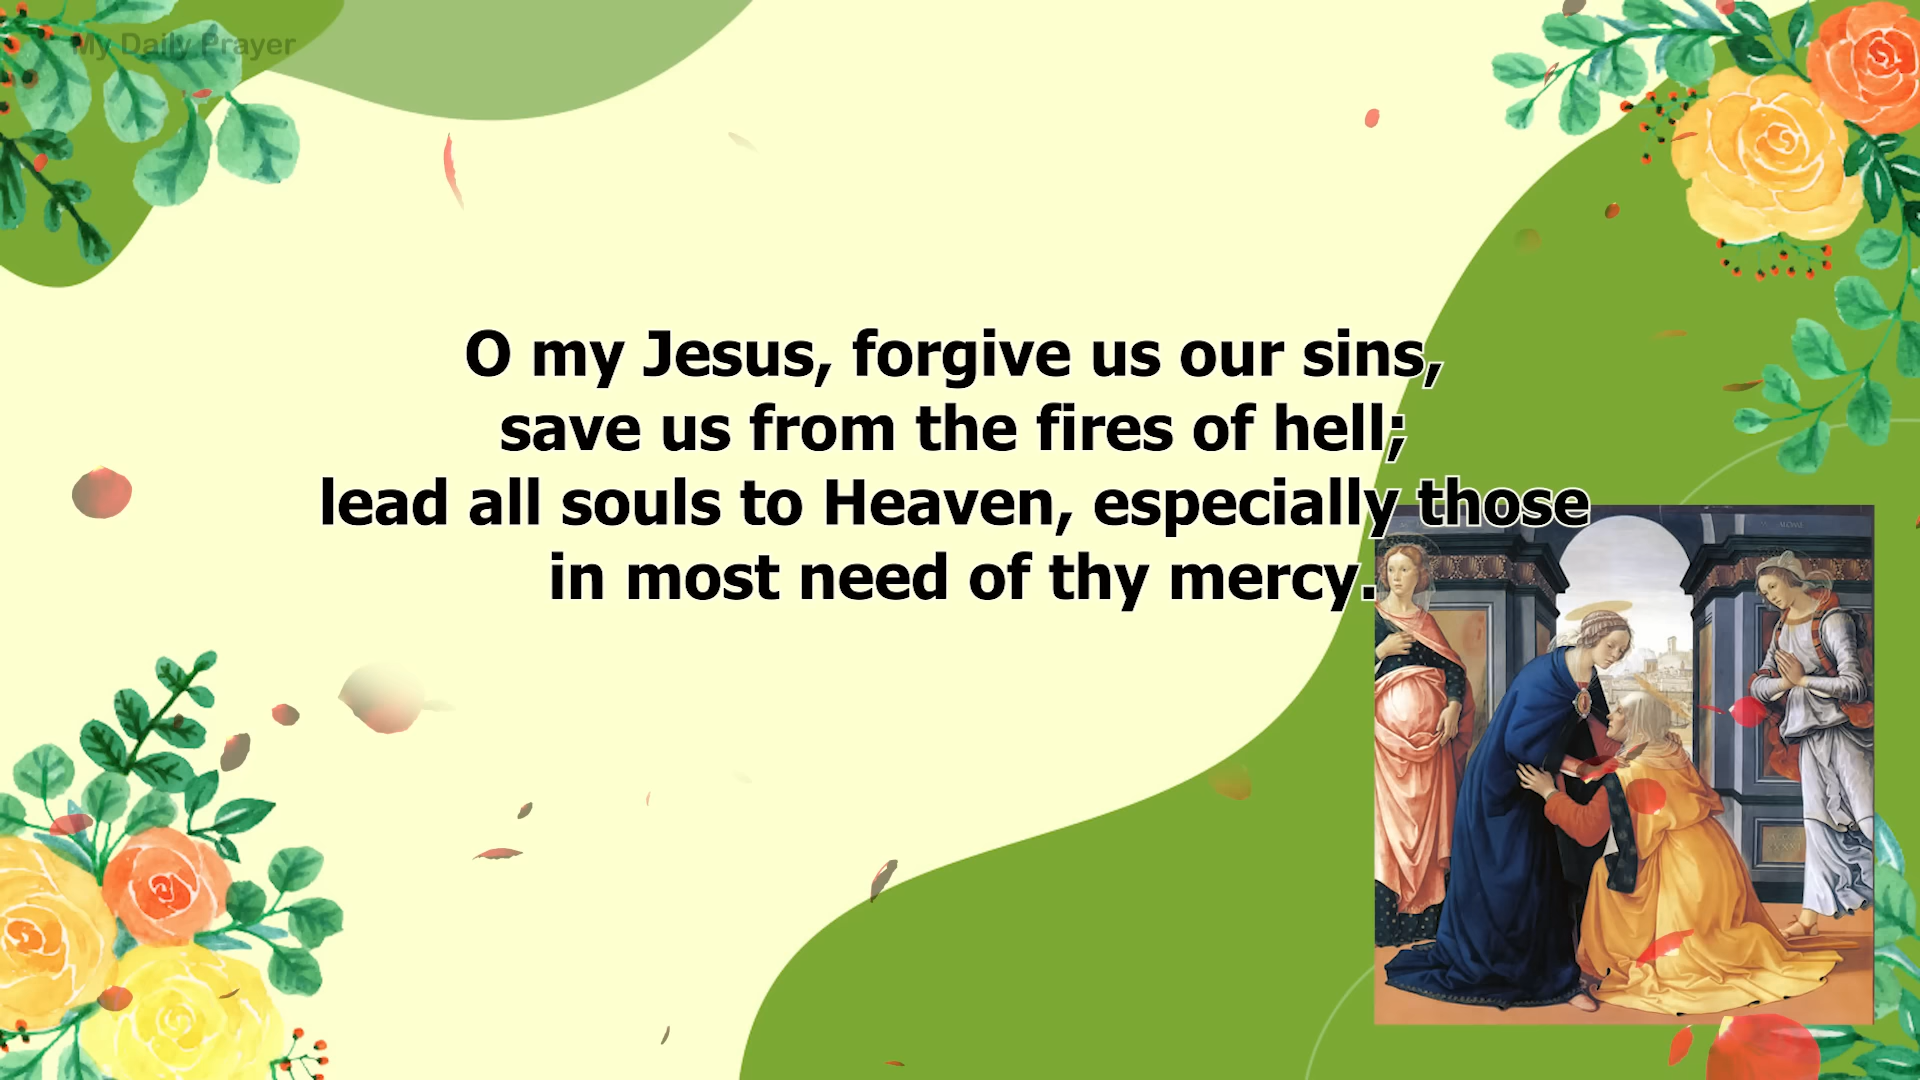 My Daily Prayer
O my Jesus, forgive us our sins,
save us from the fires of hell;
lead all souls to Heaven, especially those
in most need of thy mercy.